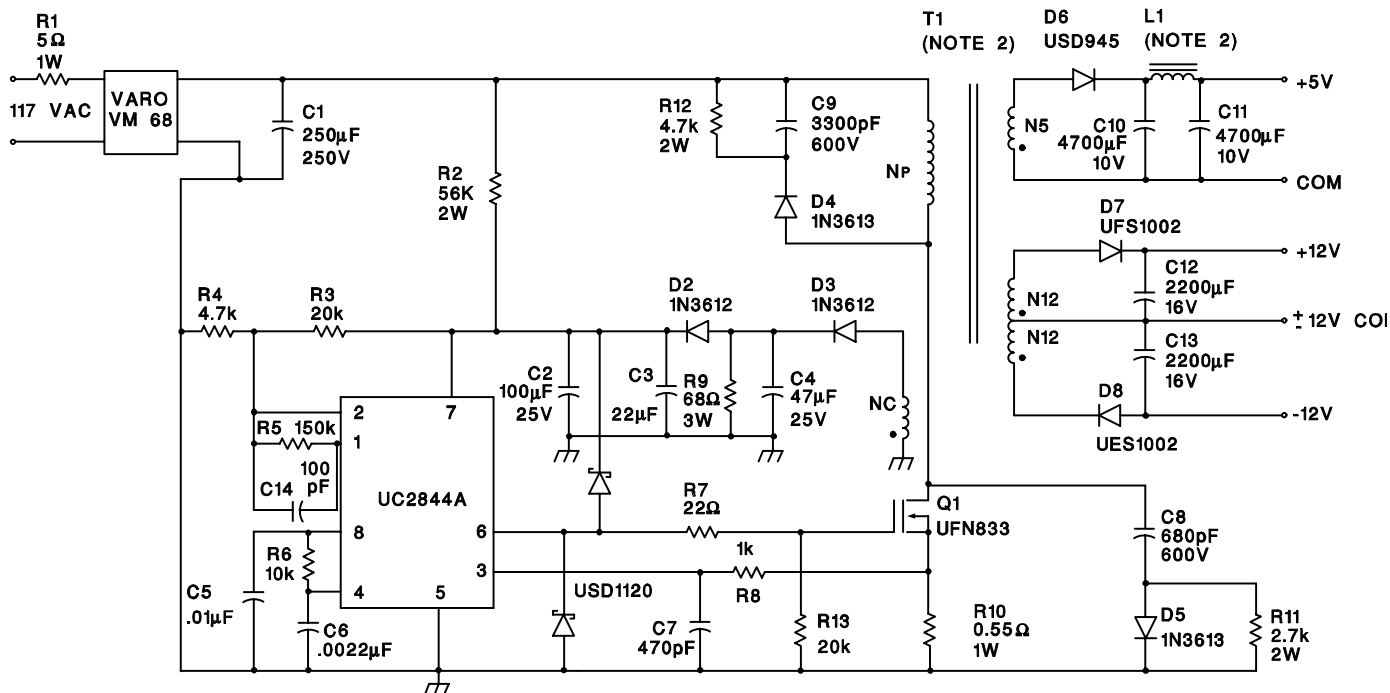 R1
5Ω
1W
117 VAC
VARO
VM 68
C1
250µF
250V
R2
56K
2W
R12
4.7k
2W
C9
3300pF
600V
D4
1N3613
NP
T1
(NOTE 2)
D6
USD945
L1
(NOTE 2)
+5V
N5
C10
4700µF
10V
C11
4700µF
10V
COM
D7
UFS1002
+12V
N12
N12
C12
2200µF
16V
± 12V COM
C13
2200µF
16V
D8
UES1002
-12V
R4
4.7k
R3
20k
D2
1N3612
D3
1N3612
C2
100µF
25V
C3
22µF
R9
68Ω
3W
C4
47µF
25V
NC
2
7
R5 150k
1
100
pF
C14
UC2844A
8
6
R6
10k
3
4
5
C5
.01µF
C6
.0022µF
R7
22Ω
Q1
UFN833
1k
R8
USD1120
C7
470pF
R13
20k
R10
0.55Ω
1W
C8
680pF
600V
D5
1N3613
R11
2.7k
2W